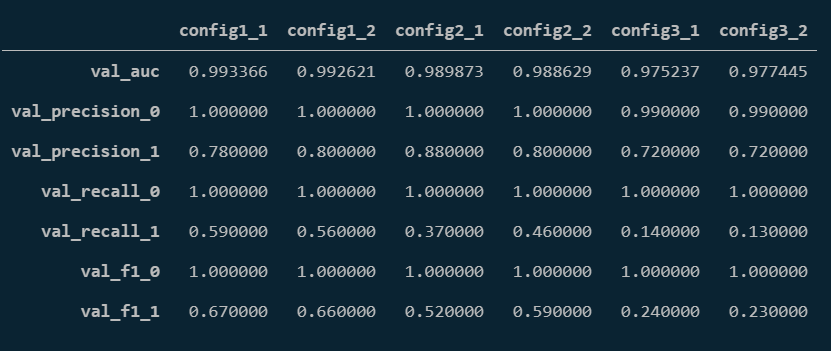 config1_1 config1_2 config2_1 config2_2 config3_1 config3_2
val_auc 0.993366 0.992621 0.989873 0.988629 0.975237 0.977445
val_precision_0 1.000000 1.000000 1.000000 1.000000 0.990000 0.990000
val_precision_1 0.780000 0.800000 0.880000 0.800000 0.720000 0.720000
val_recall_0 1.000000 1.000000 1.000000 1.000000 1.000000 1.000000
val_recall_1 0.590000 0.560000 0.370000 0.460000 0.140000 0.130000
val_f1_0 1.000000 1.000000 1.000000 1.000000 1.000000 1.000000
val_f1_1 0.670000 0.660000 0.520000 0.590000 0.240000 0.230000